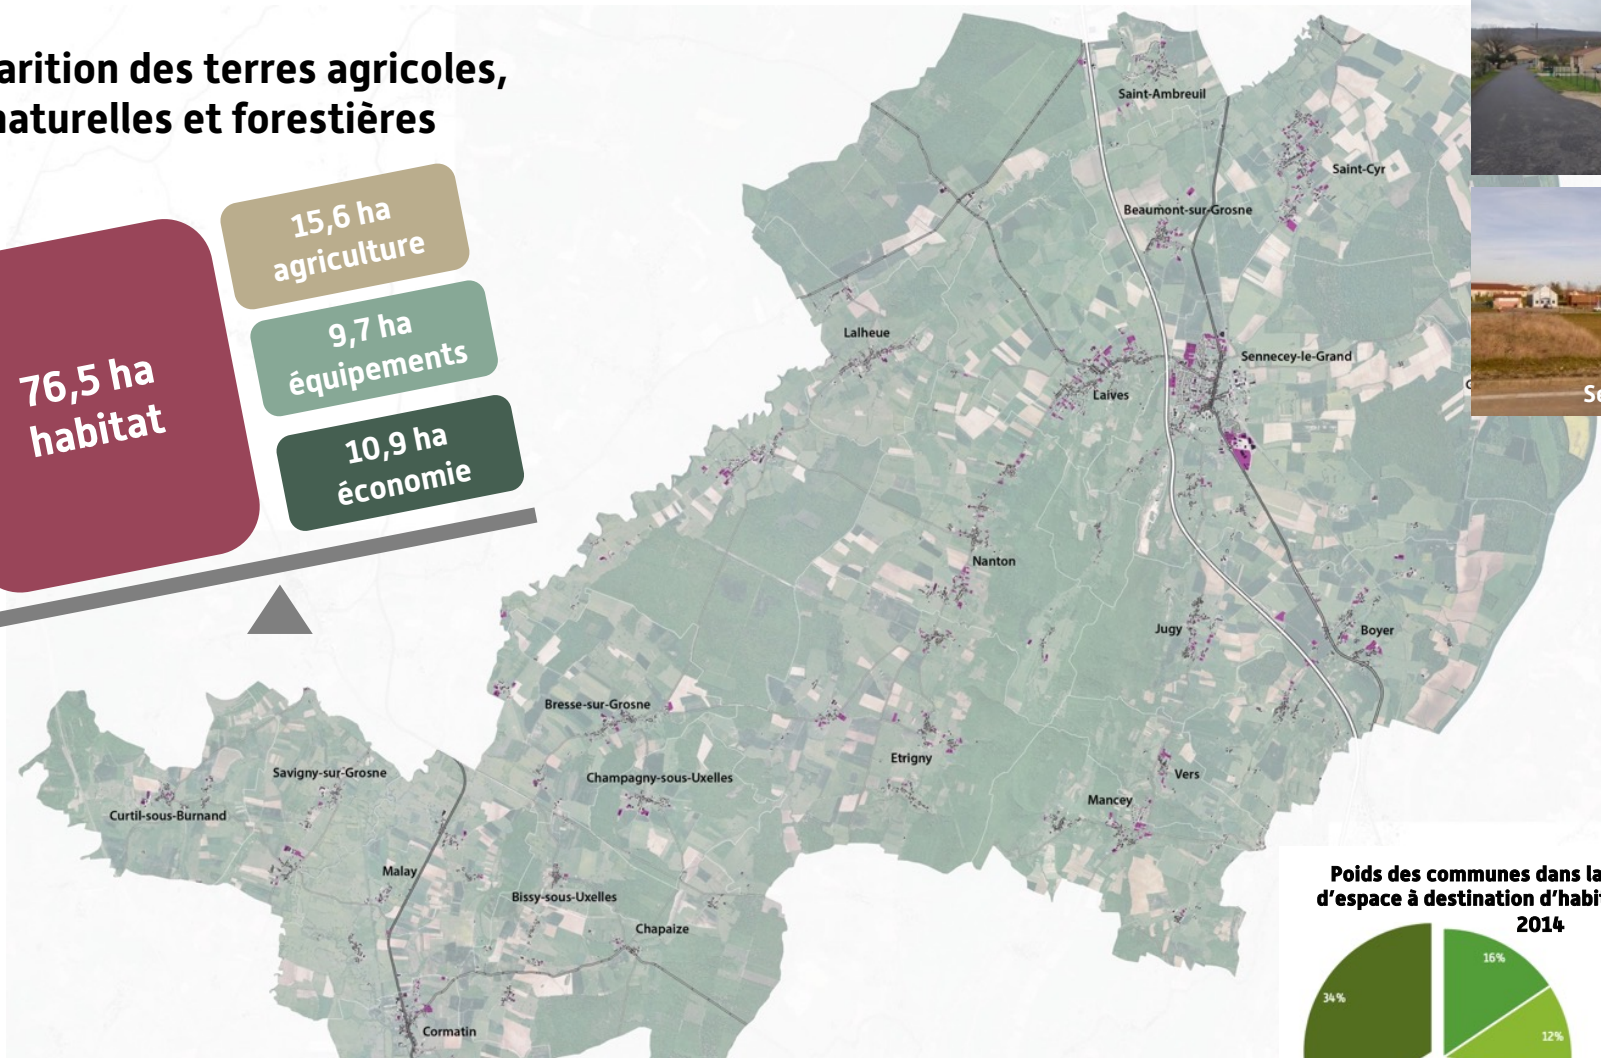 arition des terres agricoles,
naturelles et forestières
15,6 ha
agriculture
9,7 ha
équipements
76,5 ha
habitat
10,9 ha
économie
Saint-Ambreuil
Saint-Cyr
Beaumont-sur-Grosne
Lalheue
Sennecey-le-Grand
Laives
Se
Nanton
Jugy
Boyer
Bresse-sur-Grosne
Etrigny
Savigny-sur-Grosne
Champagny-sous-Uxelles
Vers
Mancey
Curtil-sous-Burnand
Malay
Bissy-sous-Uxelles
Chapaize
Cormatin
Poids des communes dans la
d'espace à destination d'habi
2014
16%
34%
12%